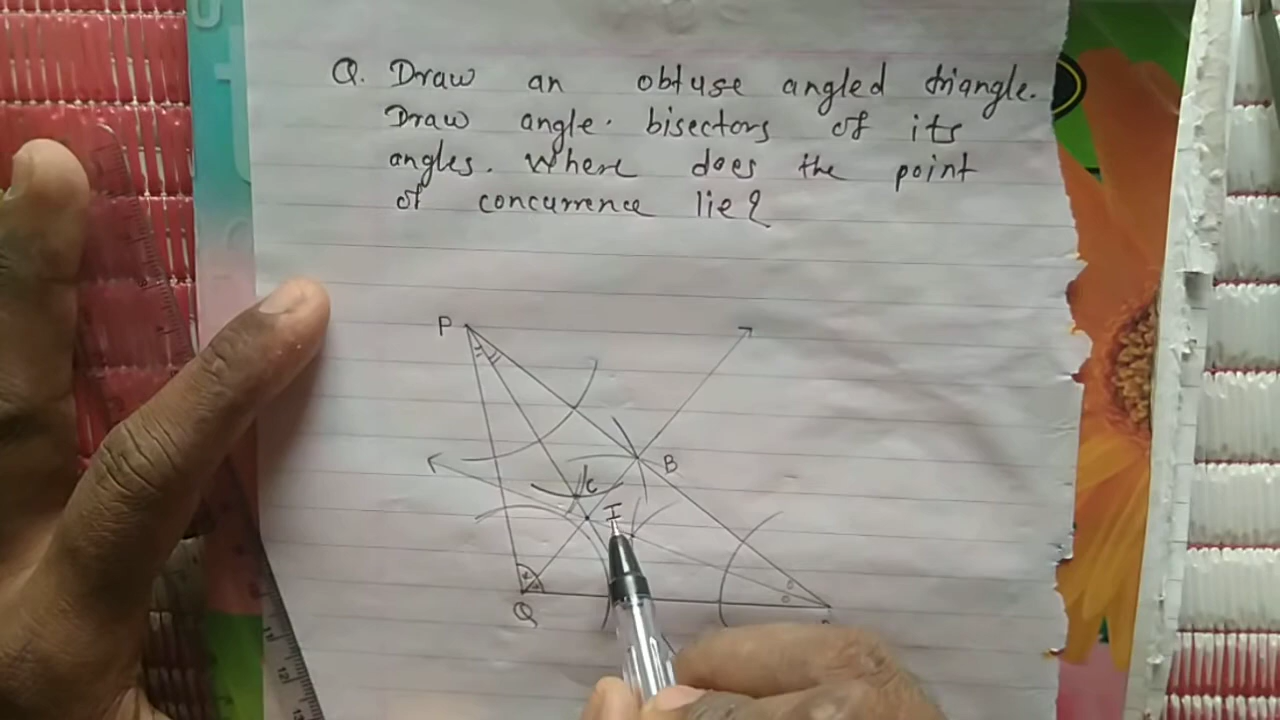 Q. Draw an obtuse angled triangle.
Draw angle. bisectors of its
angles. Where does the point
of concurrence lie?
P
B
C
I
Q